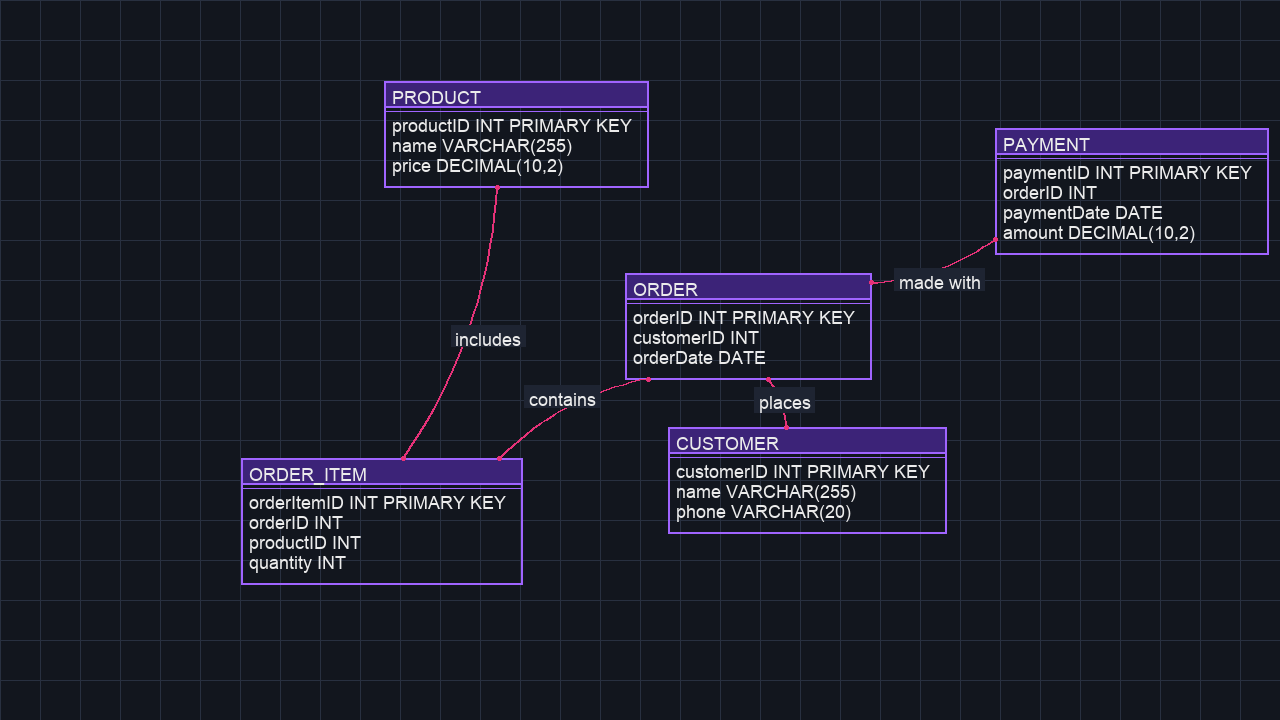 PRODUCT
productID INT PRIMARY KEY
name VARCHAR(255)
price DECIMAL(10,2)
PAYMENT
paymentID INT PRIMARY KEY
orderID INT
paymentDate DATE
amount DECIMAL(10,2)
made with
ORDER
orderID INT PRIMARY KEY
customerID INT
orderDate DATE
includes
contains
places
CUSTOMER
customerID INT PRIMARY KEY
name VARCHAR(255)
phone VARCHAR(20)
ORDER_ITEM
orderItemID INT PRIMARY KEY
orderID INT
productID INT
quantity INT